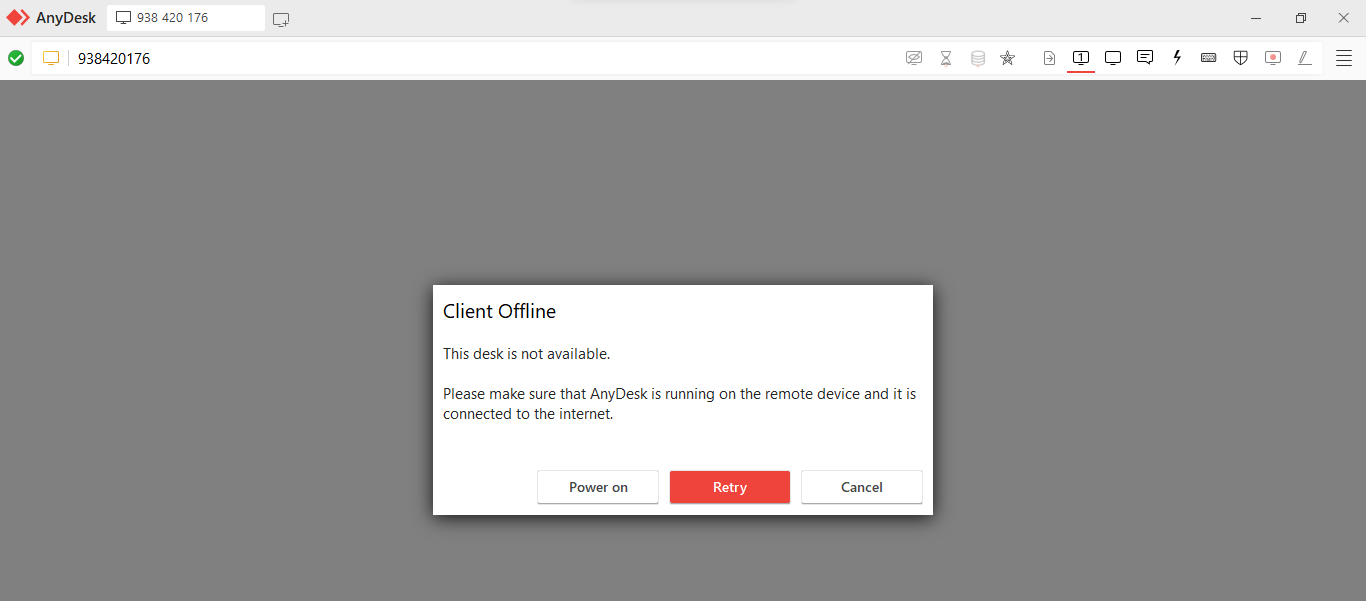 AnyDesk
938 420 176
938420176
1
Client Offline
This desk is not available.
Please make sure that AnyDesk is running on the remote device and it is
connected to the internet.
Power on
Retry
Cancel